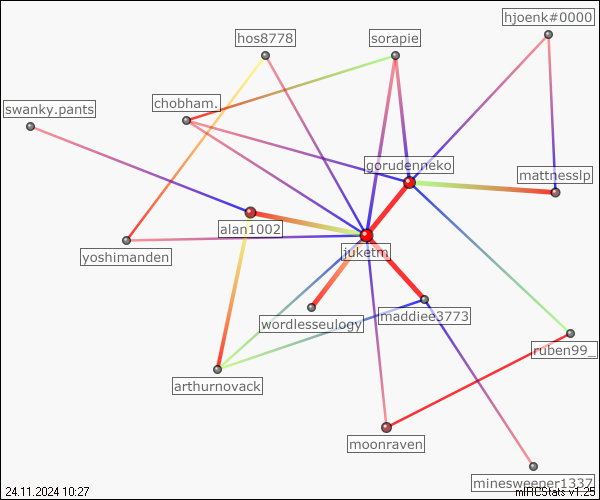 hjoenk#0000
hos8778
sorapie
chobham.
swanky.pants
gorudenneko
mattnesslp
alan1002
juketm
yoshimanden
wordlesseulogy
maddiee3773
ruben99_
arthurnovack
moonraven
minesweeper1337
24.11.2024 10:27
mIRCStats v1.25